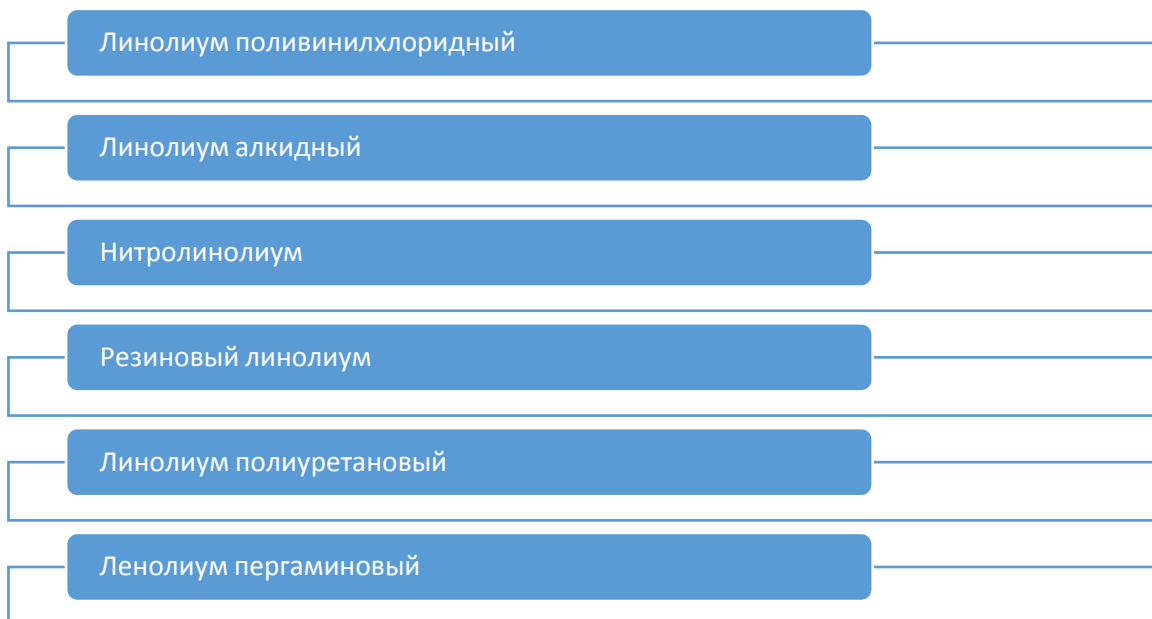 Линолиум поливинилхлоридный
Линолиум алкидный
Нитролинолиум
Резиновый линолиум
Линолиум полиуретановый
Ленолиум пергаминовый